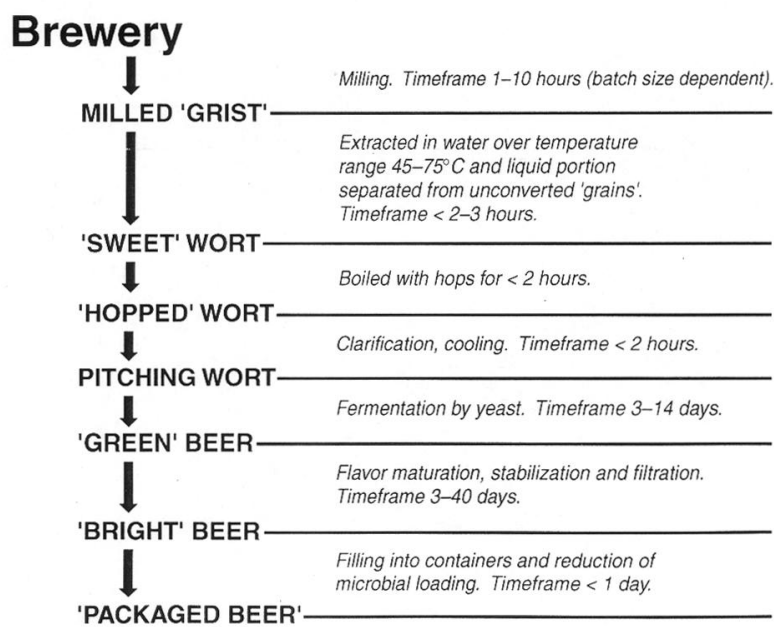 Brewery
Milling. Timeframe 1–10 hours (batch size dependent).
MILLED 'GRIST'
Extracted in water over temperature
range 45–75°C and liquid portion
separated from unconverted 'grains'.
Timeframe < 2–3 hours.
'SWEET' WORT
Boiled with hops for < 2 hours.
'HOPPED' WORT
Clarification, cooling. Timeframe < 2 hours.
PITCHING WORT
Fermentation by yeast. Timeframe 3–14 days.
'GREEN' BEER
Flavor maturation, stabilization and filtration.
Timeframe 3–40 days.
'BRIGHT' BEER
Filling into containers and reduction of
microbial loading. Timeframe < 1 day.
'PACKAGED BEER'